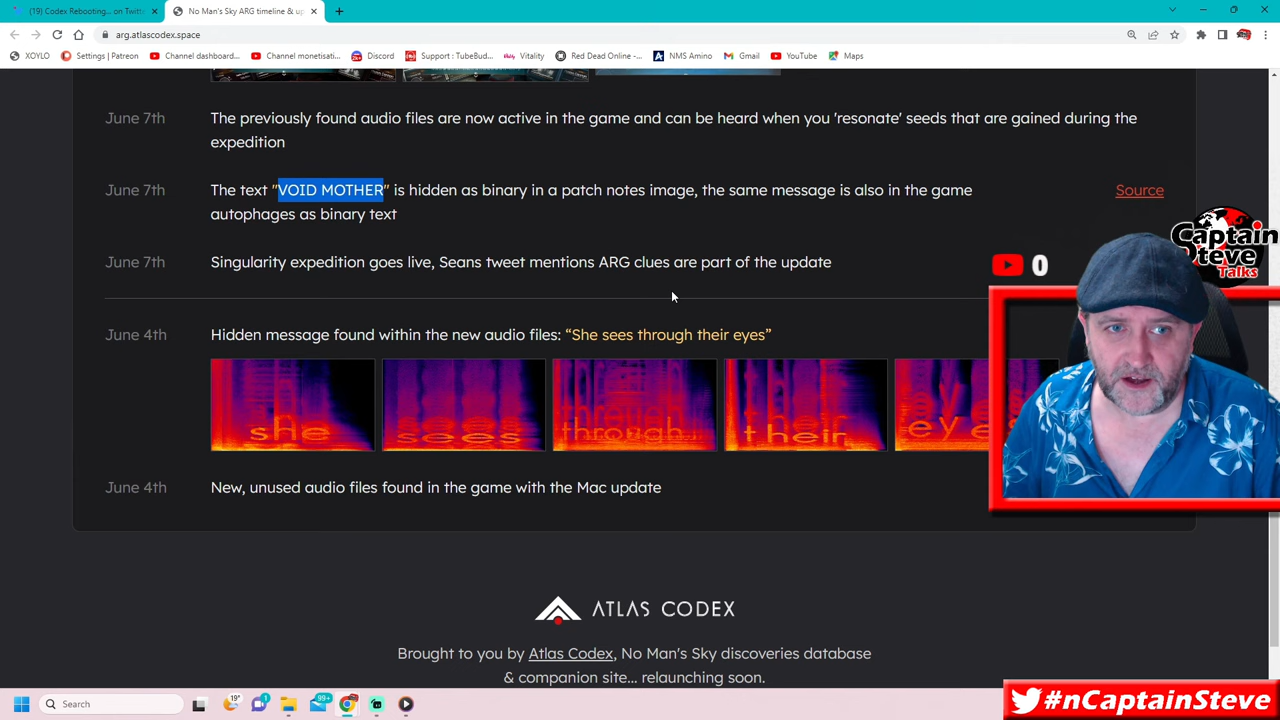 (19) Codex Rebooting... on Twitt
No Man's Sky ARG timeline & up
arg.atlascodex.space
XOYLO
Settings | Patreon
Channel dashboard...
Channel monetisati...
Discord
Support : TubeBud...
Vitality
Red Dead Online -...
NMS Amino
Gmail
YouTube
Maps
June 7th
The previously found audio files are now active in the game and can be heard when you 'resonate' seeds that are gained during the
expedition
June 7th
The text "VOID MOTHER" is hidden as binary in a patch notes image, the same message is also in the game
Source
autophages as binary text
Captain
Steve
Talks
June 7th
Singularity expedition goes live, Seans tweet mentions ARG clues are part of the update
0
June 4th
Hidden message found within the new audio files: “She sees through their eyes”
she
sees
through
their
eyes
June 4th
New, unused audio files found in the game with the Mac update
ATLAS CODEX
Brought to you by Atlas Codex, No Man's Sky discoveries database
& companion site... relaunching soon.
Search
19°
1
99+
#nCaptainSteve